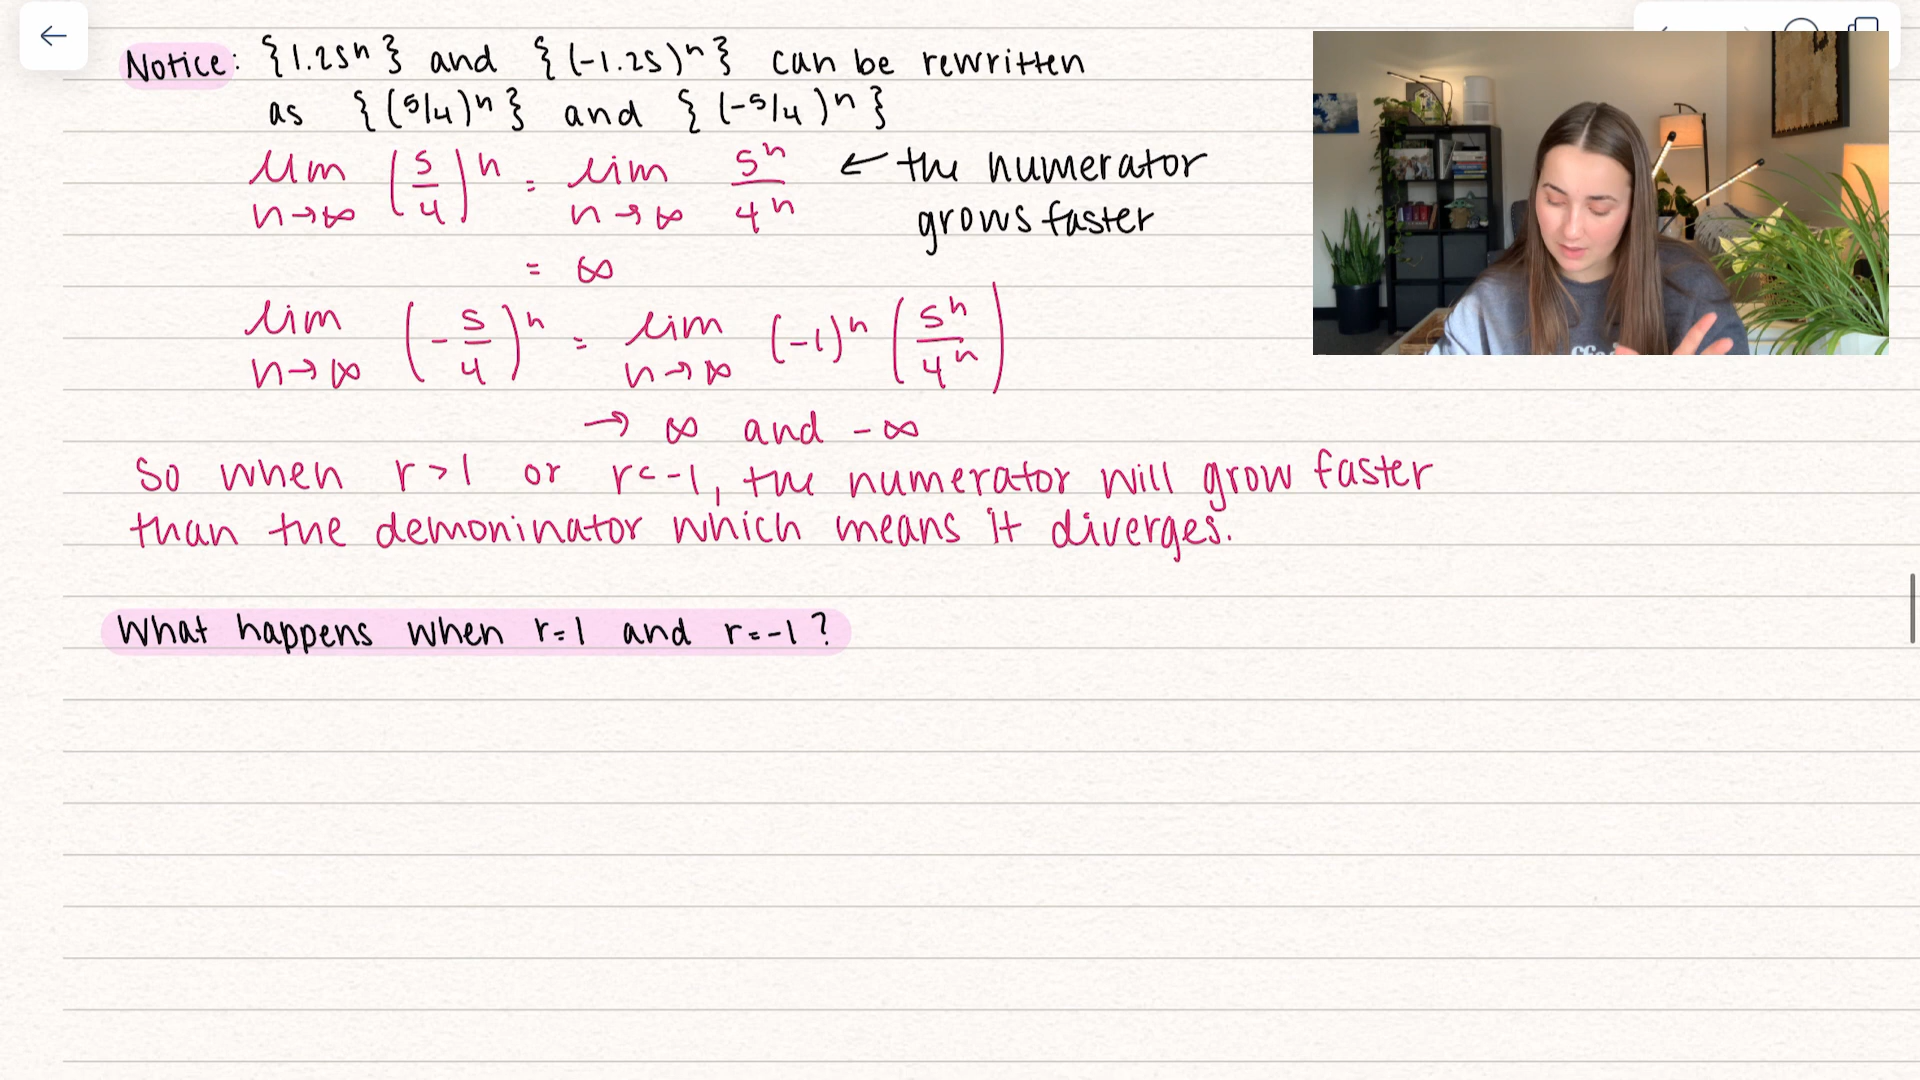 Notice: {1.25ⁿ} and {(-1.25)ⁿ} can be rewritten
as {(5/4)ⁿ} and {(-5/4)ⁿ}
lim n→∞ (5/4)ⁿ = lim n→∞ 5ⁿ/4ⁿ ← the numerator
grows faster
= ∞
lim n→∞ (-5/4)ⁿ = lim n→∞ (-1)ⁿ (5ⁿ/4ⁿ)
→ ∞ and -∞
So when r>1 or r<-1, the numerator will grow faster
than the demoninator which means it diverges.
What happens when r=1 and r=-1?